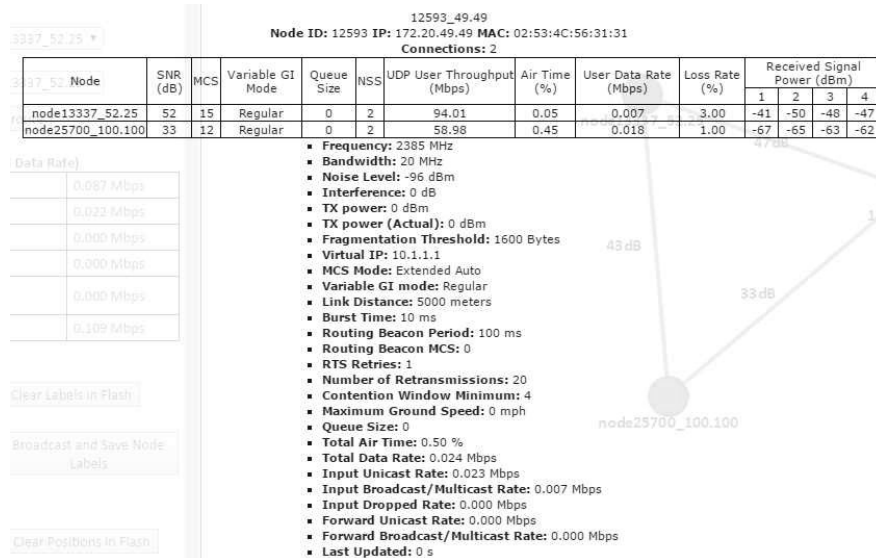 12593_49.49
Node ID: 12593 IP: 172.20.49.49 MAC: 02:53:4C:56:31:31
Connections: 2
Node SNR (dB) MCS Variable GI Mode Queue Size NSS UDP User Throughput (Mbps) Air Time (%) User Data Rate (Mbps) Loss Rate (%) Received Signal Power (dBm)
1 2 3 4
node13337_52.25 52 15 Regular 0 2 94.01 0.05 0.007 3.00 -41 -50 -48 -47
node25700_100.100 33 12 Regular 0 2 58.98 0.45 0.018 1.00 -67 -65 -63 -62
▪ Frequency: 2385 MHz
▪ Bandwidth: 20 MHz
▪ Noise Level: -96 dBm
▪ Interference: 0 dB
▪ TX power: 0 dBm
▪ TX power (Actual): 0 dBm
▪ Fragmentation Threshold: 1600 Bytes
▪ Virtual IP: 10.1.1.1
▪ MCS Mode: Extended Auto
▪ Variable GI mode: Regular
▪ Link Distance: 5000 meters
▪ Burst Time: 10 ms
▪ Routing Beacon Period: 100 ms
▪ Routing Beacon MCS: 0
▪ RTS Retries: 1
▪ Number of Retransmissions: 20
▪ Contention Window Minimum: 4
▪ Maximum Ground Speed: 0 mph
▪ Queue Size: 0
▪ Total Air Time: 0.50 %
▪ Total Data Rate: 0.024 Mbps
▪ Input Unicast Rate: 0.023 Mbps
▪ Input Broadcast/Multicast Rate: 0.007 Mbps
▪ Input Dropped Rate: 0.000 Mbps
▪ Forward Unicast Rate: 0.000 Mbps
▪ Forward Broadcast/Multicast Rate: 0.000 Mbps
▪ Last Updated: 0 s
3337_52.25
Data Rate)
0.087 Mbps
0.022 Mbps
0.000 Mbps
0.000 Mbps
0.000 Mbps
0.109 Mbps
Clear Labels in Flash
Broadcast and Save Node
Labels
Clear Positions in Flash
47dB
43dB
33dB
node25700_100.100